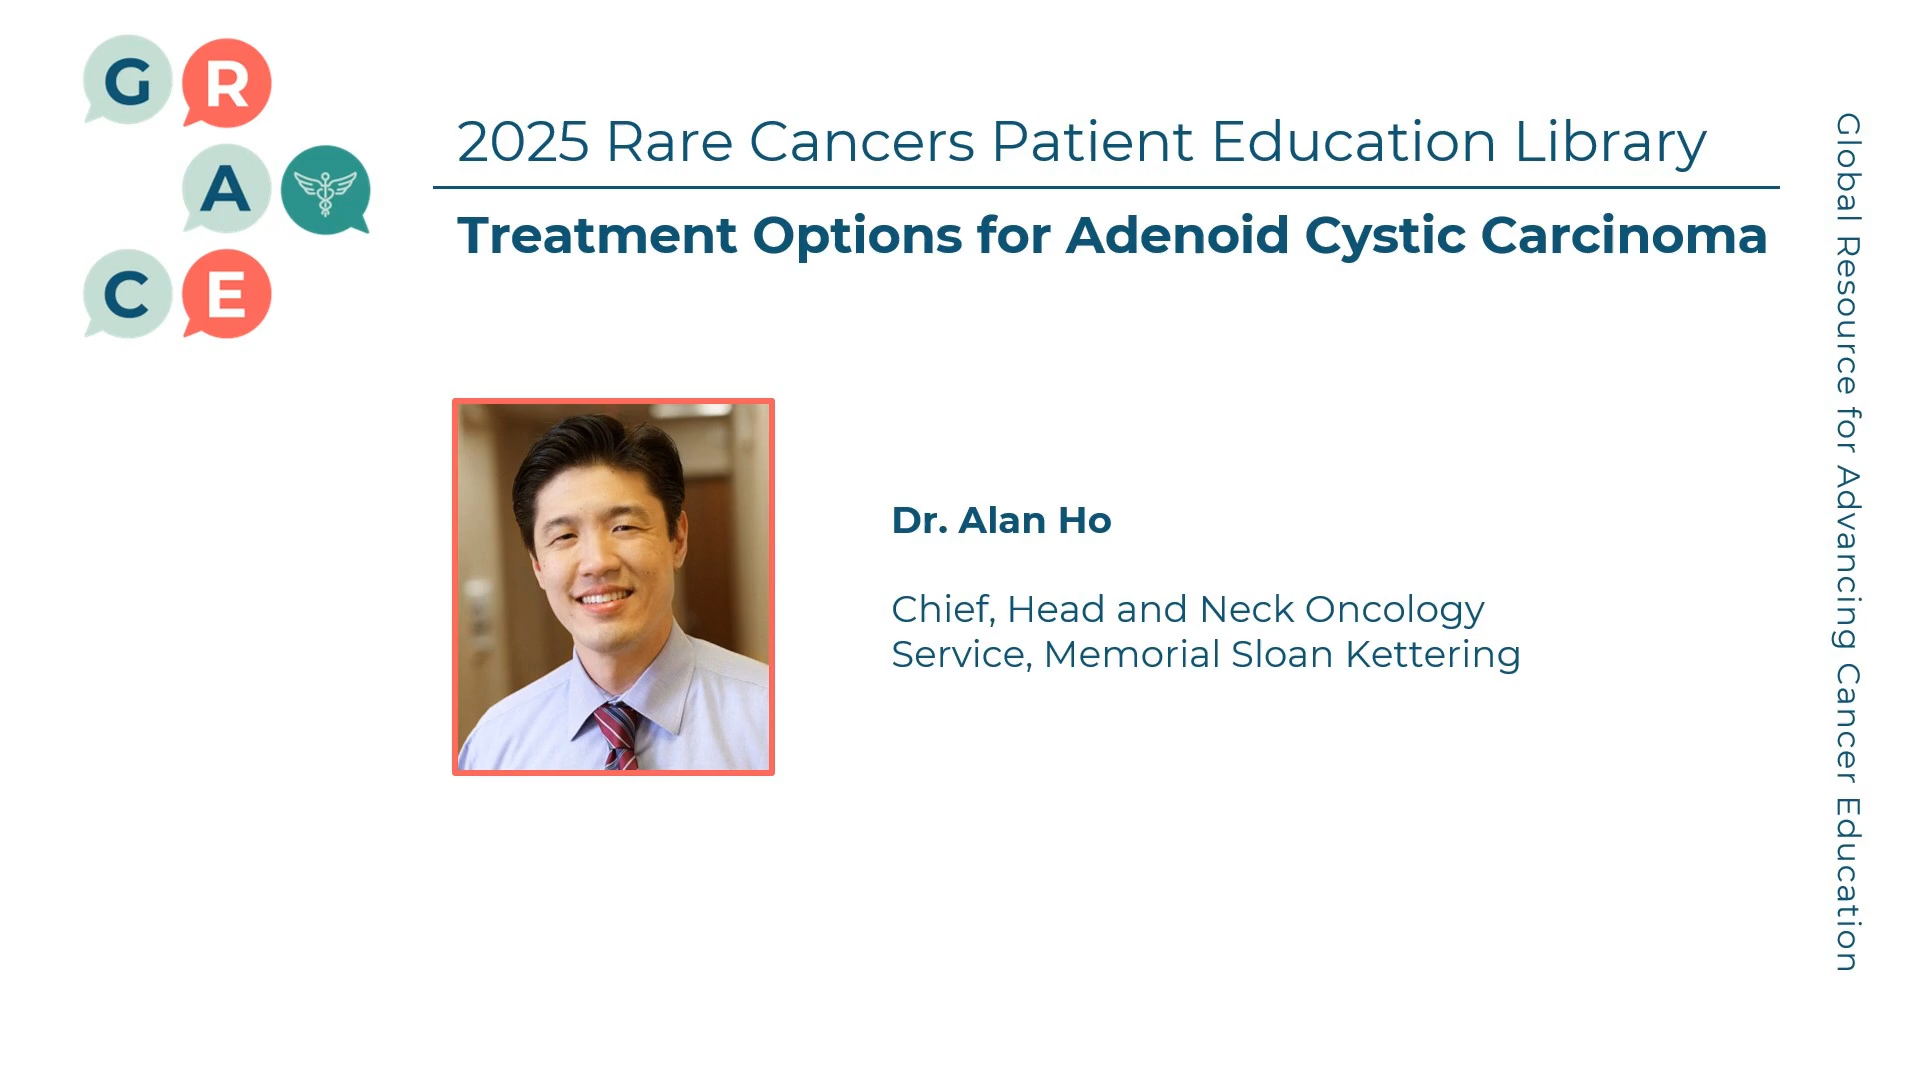 G R
A
C E
2025 Rare Cancers Patient Education Library
Treatment Options for Adenoid Cystic Carcinoma
Dr. Alan Ho
Chief, Head and Neck Oncology
Service, Memorial Sloan Kettering
Global Resource for Advancing Cancer Education